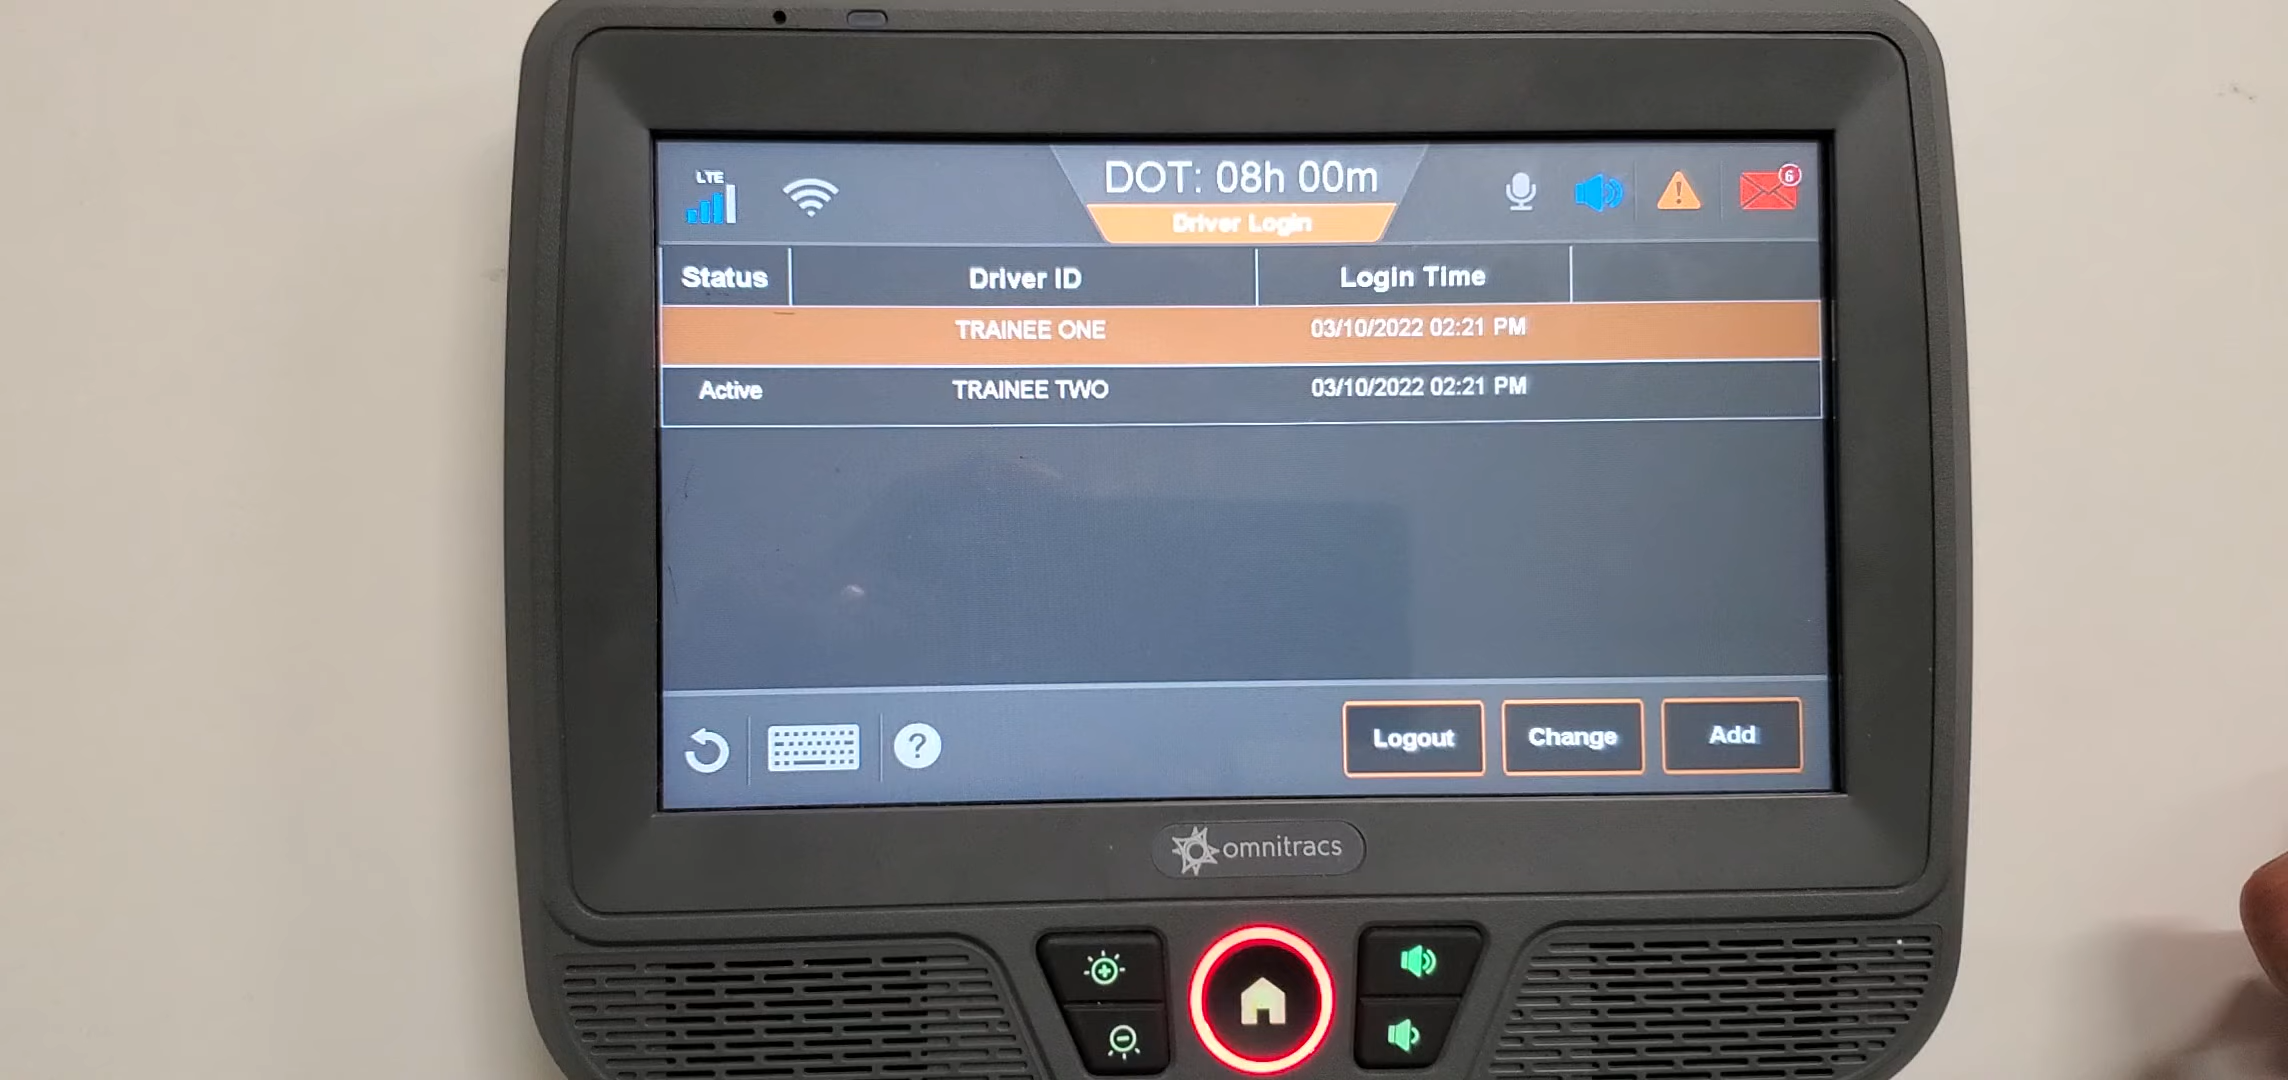 LTE
DOT: 08h 00m
6
Driver Login
Status Driver ID Login Time
TRAINEE ONE 03/10/2022 02:21 PM
Active TRAINEE TWO 03/10/2022 02:21 PM
? Logout Change Add
omnitracs